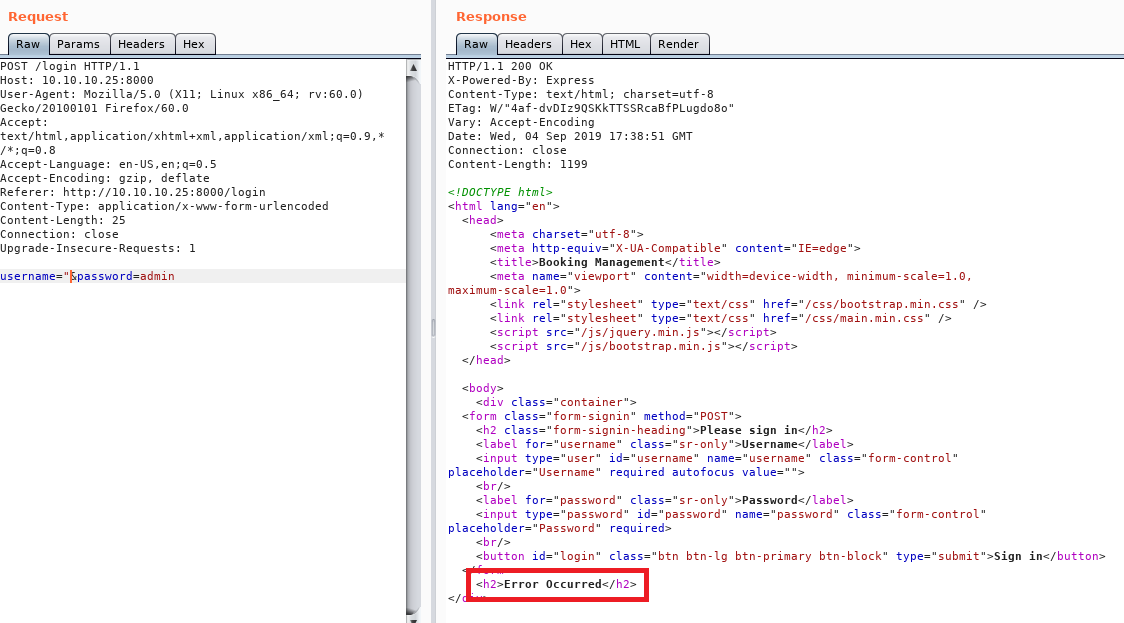 Request
Raw Params Headers Hex
POST /login HTTP/1.1
Host: 10.10.10.25:8000
User-Agent: Mozilla/5.0 (X11; Linux x86_64; rv:60.0)
Gecko/20100101 Firefox/60.0
Accept:
text/html,application/xhtml+xml,application/xml;q=0.9,*
/*;q=0.8
Accept-Language: en-US,en;q=0.5
Accept-Encoding: gzip, deflate
Referer: http://10.10.10.25:8000/login
Content-Type: application/x-www-form-urlencoded
Content-Length: 25
Connection: close
Upgrade-Insecure-Requests: 1
username="&password=admin
Response
Raw Headers Hex HTML Render
HTTP/1.1 200 OK
X-Powered-By: Express
Content-Type: text/html; charset=utf-8
ETag: W/"4af-dvDIz9QSKkTTSSRcaBfPLugdo8o"
Vary: Accept-Encoding
Date: Wed, 04 Sep 2019 17:38:51 GMT
Connection: close
Content-Length: 1199
<!DOCTYPE html>
<html lang="en">
<head>
<meta charset="utf-8">
<meta http-equiv="X-UA-Compatible" content="IE=edge">
<title>Booking Management</title>
<meta name="viewport" content="width=device-width, minimum-scale=1.0,
maximum-scale=1.0">
<link rel="stylesheet" type="text/css" href="/css/bootstrap.min.css" />
<link rel="stylesheet" type="text/css" href="/css/main.min.css" />
<script src="/js/jquery.min.js"></script>
<script src="/js/bootstrap.min.js"></script>
</head>
<body>
<div class="container">
<form class="form-signin" method="POST">
<h2 class="form-signin-heading">Please sign in</h2>
<label for="username" class="sr-only">Username</label>
<input type="user" id="username" name="username" class="form-control"
placeholder="Username" required autofocus value="">
<br/>
<label for="password" class="sr-only">Password</label>
<input type="password" id="password" name="password" class="form-control"
placeholder="Password" required>
<br/>
<button id="login" class="btn btn-lg btn-primary btn-block" type="submit">Sign in</button>
</form>
<h2>Error Occurred</h2>
</div>